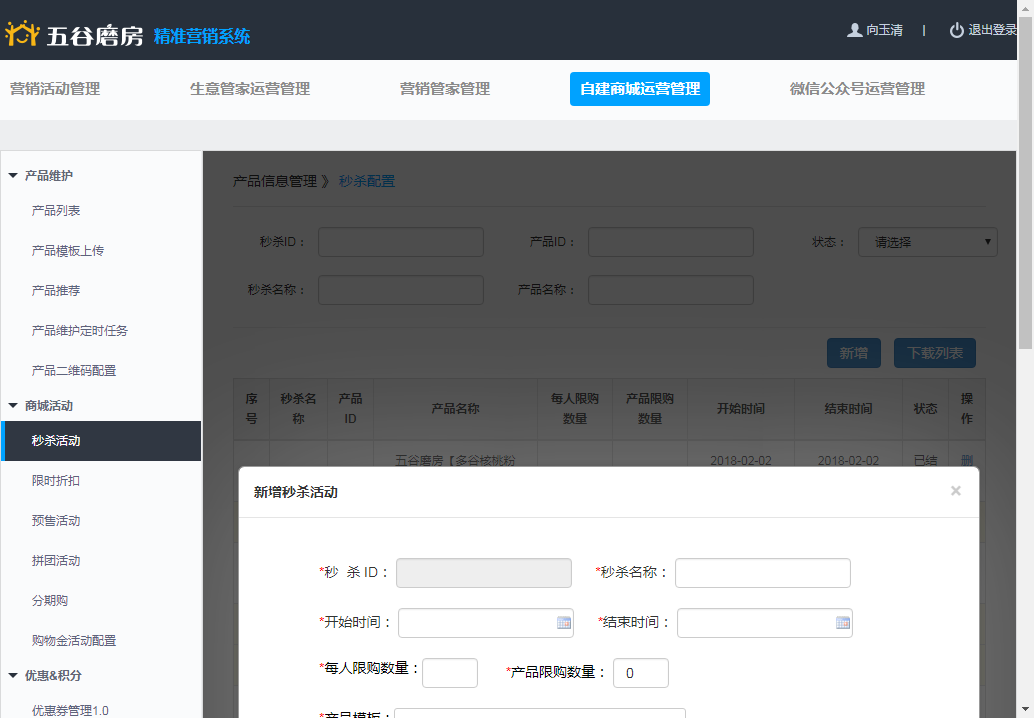 五谷磨房 精准营销系统 向玉清 | 退出登录
营销活动管理 生意管家运营管理 营销管家管理 自建商城运营管理 微信公众号运营管理
产品维护
产品列表
产品模板上传
产品推荐
产品维护定时任务
产品二维码配置
商城活动
秒杀活动
限时折扣
预售活动
拼团活动
分期购
购物金活动配置
优惠&积分
优惠券管理1.0
产品信息管理 》 秒杀配置
秒杀ID： 产品ID： 状态： 请选择
秒杀名称： 产品名称：
新增 下载列表
序号 秒杀名称 产品ID 产品名称 每人限购数量 产品限购数量 开始时间 结束时间 状态 操作
五谷磨房【多谷核桃粉 2018-02-02 2018-02-02 已结 删
新增秒杀活动 ×
*秒 杀 ID： *秒杀名称：
*开始时间： *结束时间：
*每人限购数量： *产品限购数量： 0
*产品模板：